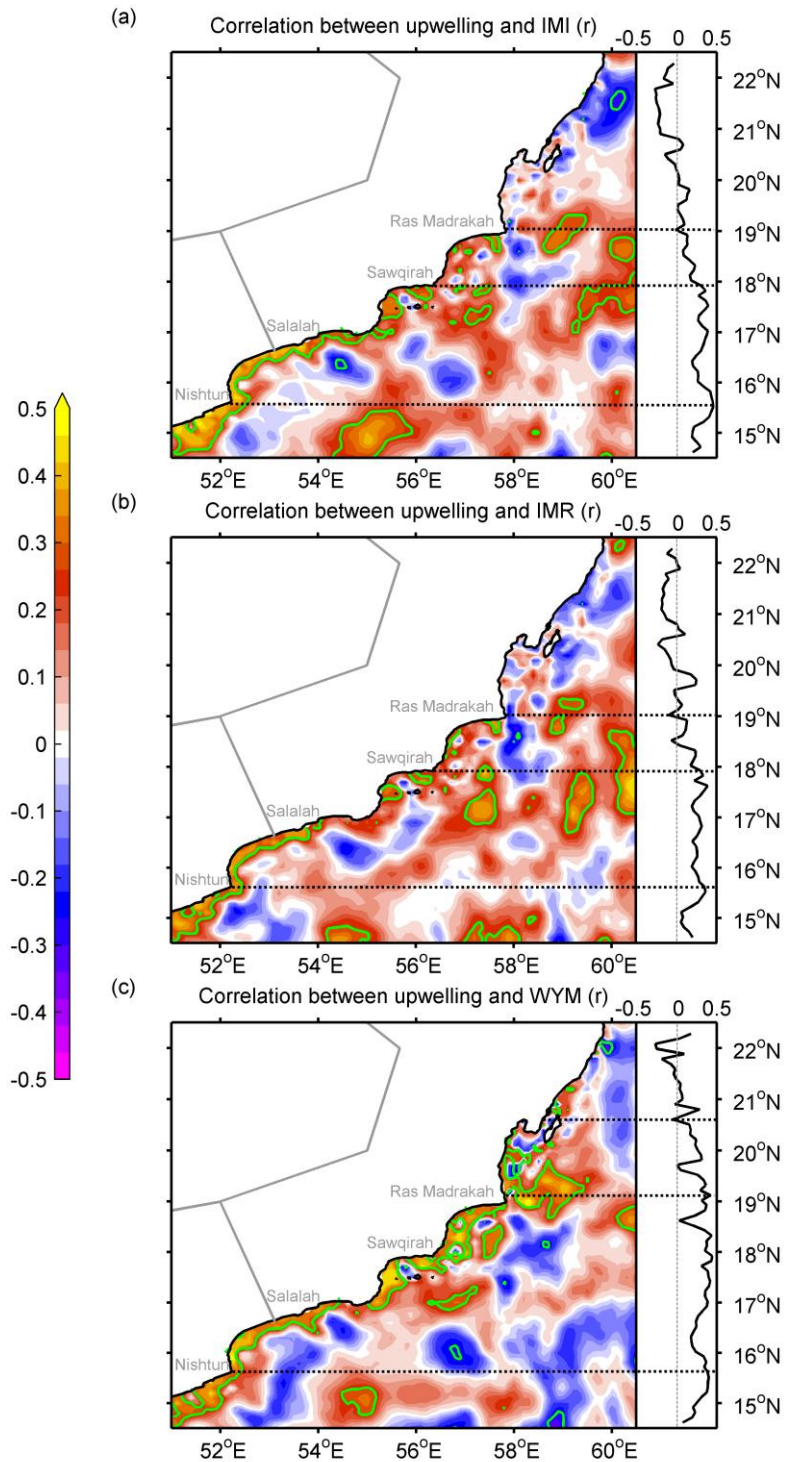 (a)
Correlation between upwelling and IMI (r)
-0.5 0 0.5
22°N
21°N
20°N
Ras Madrakah
19°N
Sawqirah
18°N
Salalah
17°N
16°N
Nishtun
15°N
52°E 54°E 56°E 58°E 60°E
(b)
Correlation between upwelling and IMR (r)
-0.5 0 0.5
22°N
21°N
20°N
Ras Madrakah
19°N
Sawqirah
18°N
Salalah
17°N
16°N
Nishtun
15°N
52°E 54°E 56°E 58°E 60°E
(c)
Correlation between upwelling and WYM (r)
-0.5 0 0.5
22°N
21°N
20°N
Ras Madrakah
19°N
Sawqirah
18°N
Salalah
17°N
16°N
Nishtun
15°N
52°E 54°E 56°E 58°E 60°E
0.5
0.4
0.3
0.2
0.1
0
-0.1
-0.2
-0.3
-0.4
-0.5